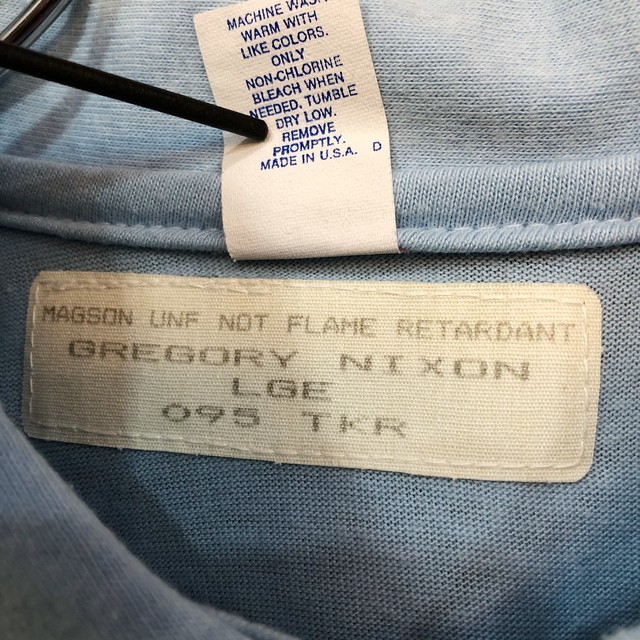 MACHINE WASH
WARM WITH
LIKE COLORS.
ONLY
NON-CHLORINE
BLEACH WHEN
NEEDED. TUMBLE
DRY LOW.
REMOVE
PROMPTLY.
MADE IN U.S.A. D
MAGSON UNF NOT FLAME RETARDANT
GREGORY NIXON
LGE
095 TKR